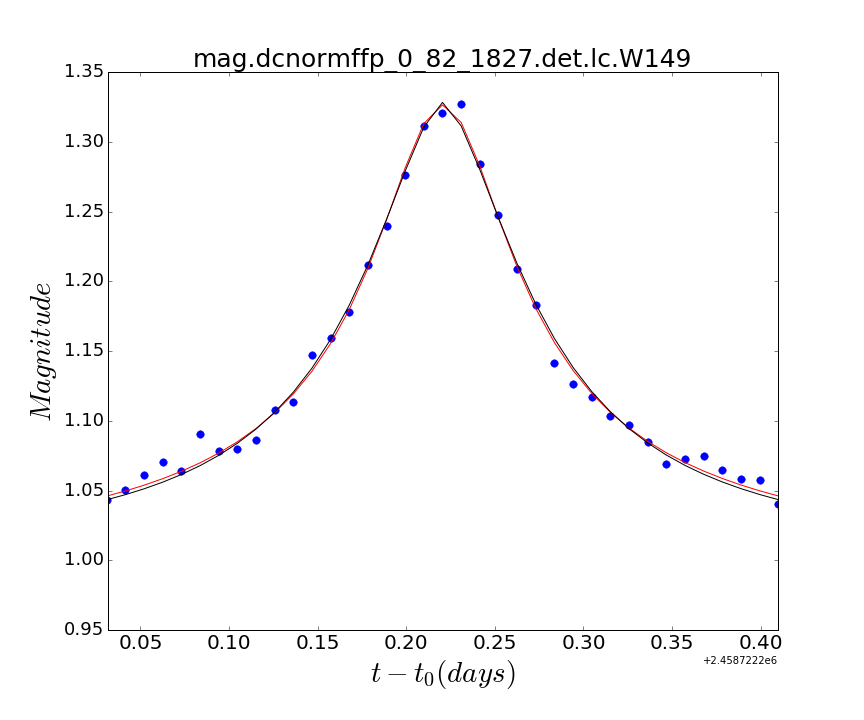 mag.dcnormffp_0_82_1827.det.lc.W149
1.35
1.30
1.25
1.20
1.15
1.10
1.05
1.00
0.95
Magnitude
0.05 0.10 0.15 0.20 0.25 0.30 0.35 0.40
+2.4587222e6
t − t₀(days)